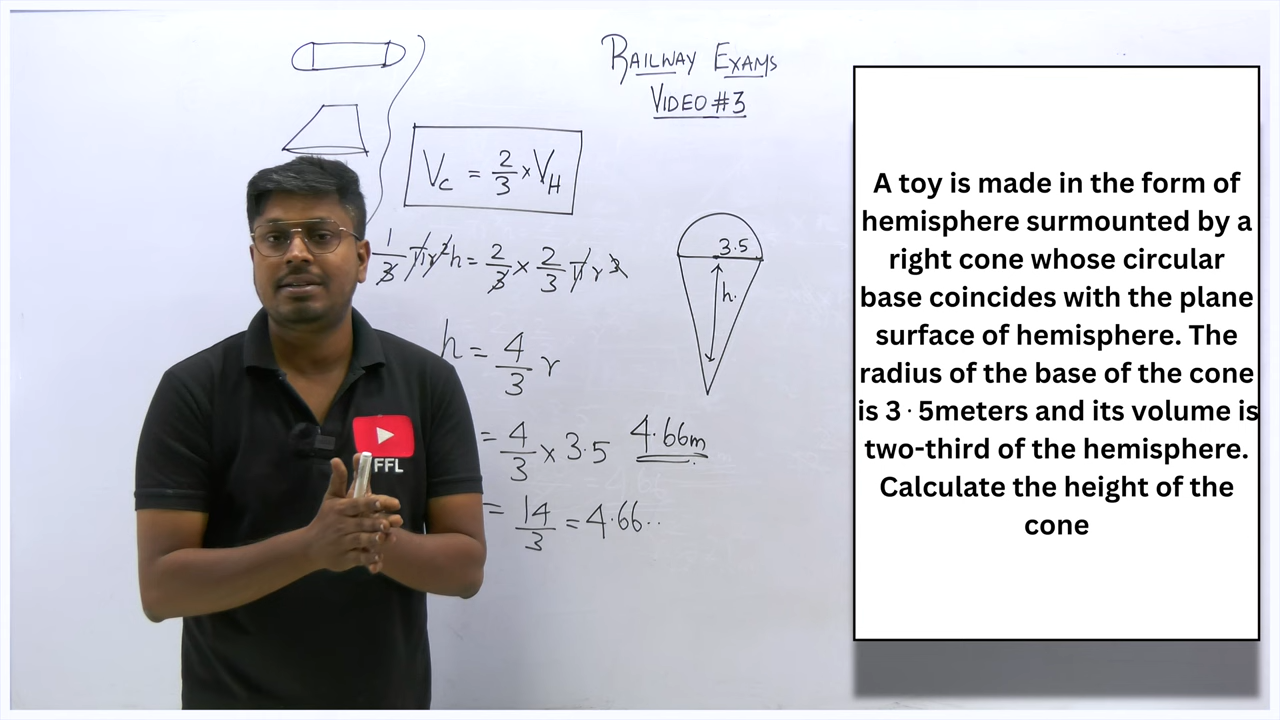 RAILWAY EXAMS
VIDEO #3
V_C = 2/3 × V_H
1/3 πr²h = 2/3 × 2/3 πr³
h = 4/3 r
= 4/3 × 3.5 4.66m
= 14/3 = 4.66..
3.5
h.
FFL
A toy is made in the form of
hemisphere surmounted by a
right cone whose circular
base coincides with the plane
surface of hemisphere. The
radius of the base of the cone
is 3·5meters and its volume is
two-third of the hemisphere.
Calculate the height of the
cone